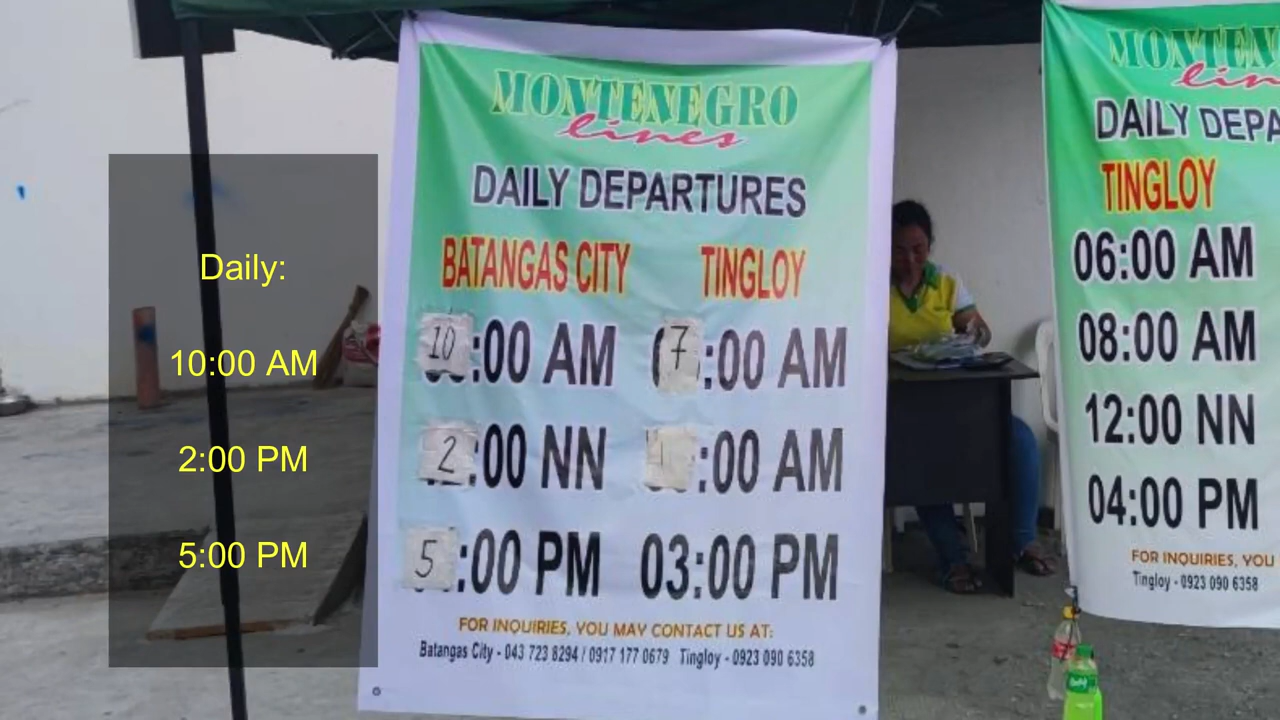 Daily:
10:00 AM
2:00 PM
5:00 PM
MONTENEGRO
lines
DAILY DEPARTURES
BATANGAS CITY TINGLOY
10:00 AM 7:00 AM
2:00 NN :00 AM
5:00 PM 03:00 PM
FOR INQUIRIES, YOU MAY CONTACT US AT:
Batangas City - 043 723 8294 / 0917 177 0679 Tingloy - 0923 090 6358
DAILY
TINGLOY
06:00 AM
08:00 AM
12:00 NN
04:00 PM
FOR INQUIRIES, YOU
Tingloy - 0923 090 6358